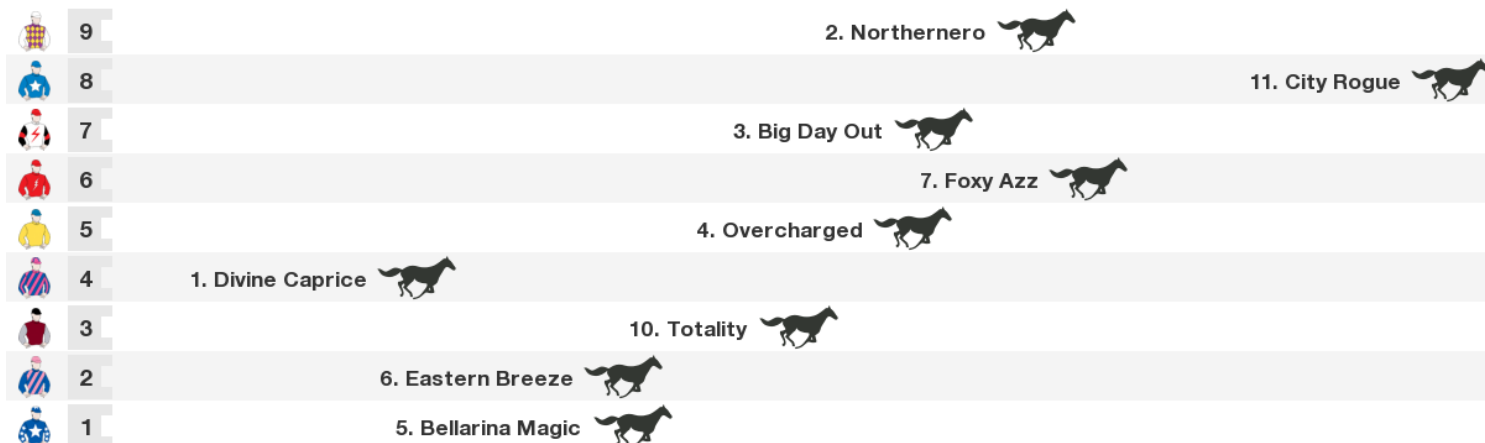 9 2. Northernero
8 11. City Rogue
7 3. Big Day Out
6 7. Foxy Azz
5 4. Overcharged
4 1. Divine Caprice
3 10. Totality
2 6. Eastern Breeze
1 5. Bellarina Magic